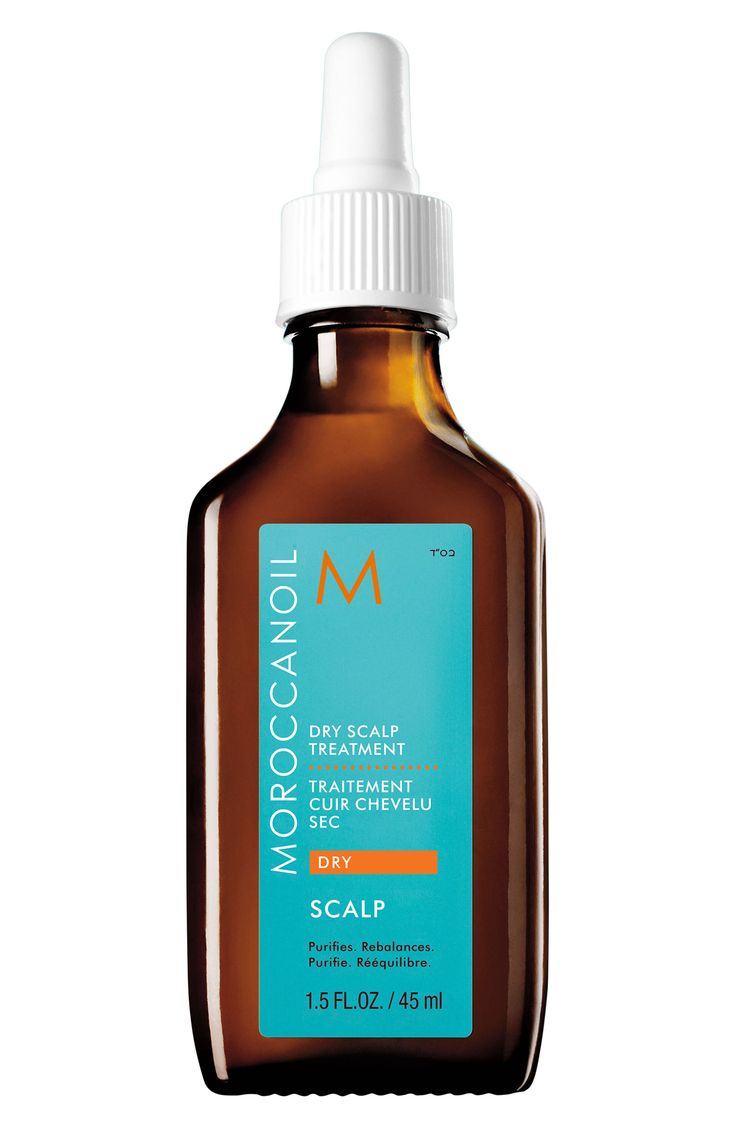 MOROCCANOIL
M
בס"ד
DRY SCALP
TREATMENT
TRAITEMENT
CUIR CHEVELU
SEC
DRY
SCALP
Purifies. Rebalances.
Purifie. Rééquilibre.
1.5 FL.OZ. / 45 ml